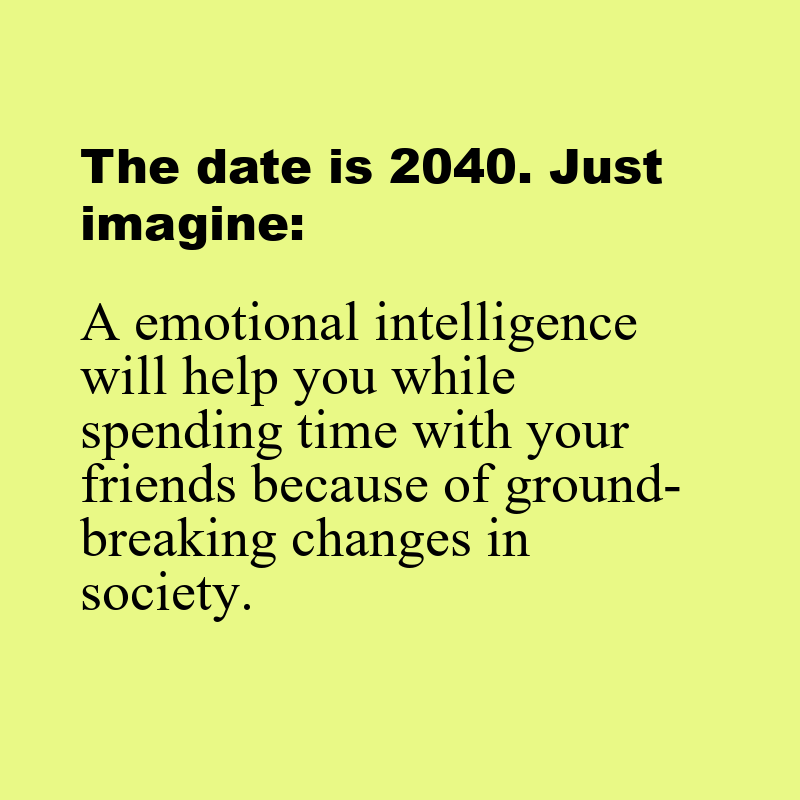 The date is 2040. Just
imagine:
A emotional intelligence
will help you while
spending time with your
friends because of ground-
breaking changes in
society.